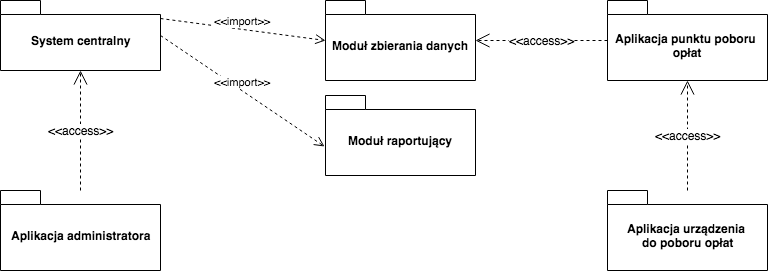 System centralny
<<import>>
Moduł zbierania danych
<<access>>
Aplikacja punktu poboru
opłat
<<import>>
Moduł raportujący
<<access>>
<<access>>
Aplikacja administratora
Aplikacja urządzenia
do poboru opłat